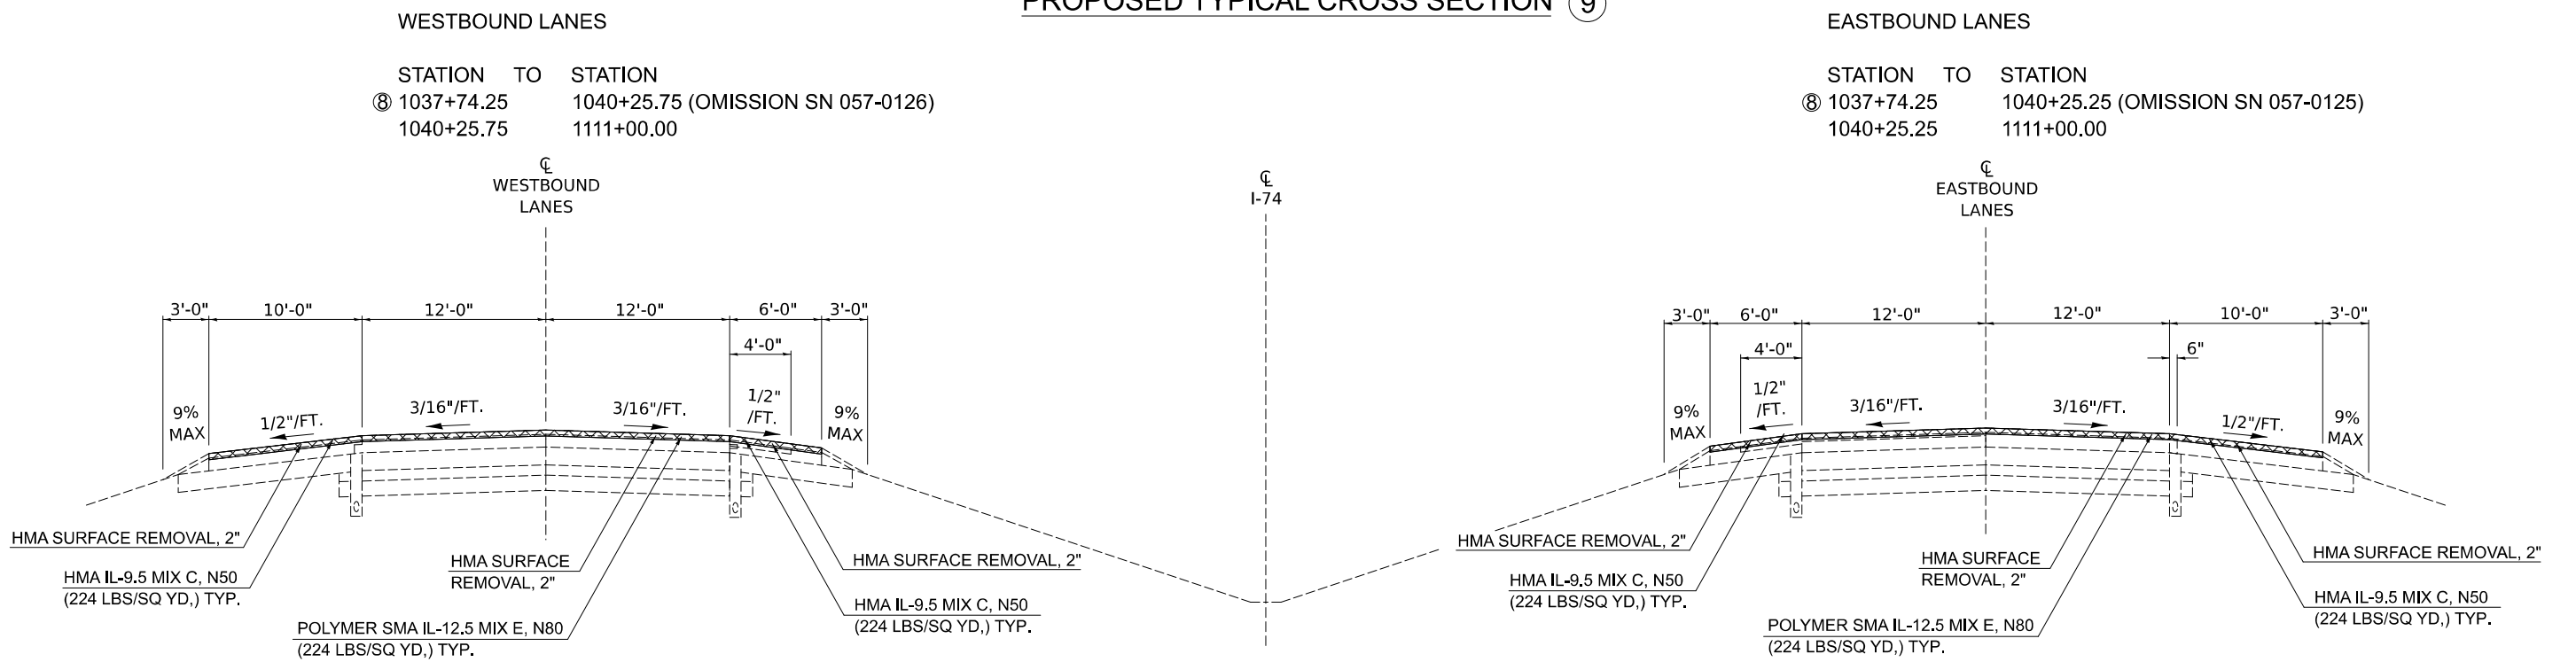 PROPOSED TYPICAL CROSS SECTION 9
WESTBOUND LANES
STATION TO STATION
⑧ 1037+74.25 1040+25.75 (OMISSION SN 057-0126)
1040+25.75 1111+00.00
EASTBOUND LANES
STATION TO STATION
⑧ 1037+74.25 1040+25.25 (OMISSION SN 057-0125)
1040+25.25 1111+00.00
℄
WESTBOUND
LANES
℄
I-74
℄
EASTBOUND
LANES
3'-0" 10'-0" 12'-0" 12'-0" 6'-0" 3'-0"
4'-0"
9%
MAX
1/2"/FT.
3/16"/FT.
3/16"/FT.
1/2"
/FT.
9%
MAX
HMA SURFACE REMOVAL, 2"
HMA IL-9.5 MIX C, N50
(224 LBS/SQ YD,) TYP.
HMA SURFACE
REMOVAL, 2"
POLYMER SMA IL-12.5 MIX E, N80
(224 LBS/SQ YD,) TYP.
HMA SURFACE REMOVAL, 2"
HMA IL-9.5 MIX C, N50
(224 LBS/SQ YD,) TYP.
3'-0" 6'-0" 12'-0" 12'-0" 10'-0" 3'-0"
4'-0"
6"
9%
MAX
1/2"
/FT.
3/16"/FT.
3/16"/FT.
1/2"/FT.
9%
MAX
HMA SURFACE REMOVAL, 2"
HMA IL-9.5 MIX C, N50
(224 LBS/SQ YD,) TYP.
HMA SURFACE
REMOVAL, 2"
POLYMER SMA IL-12.5 MIX E, N80
(224 LBS/SQ YD,) TYP.
HMA SURFACE REMOVAL, 2"
HMA IL-9.5 MIX C, N50
(224 LBS/SQ YD,) TYP.